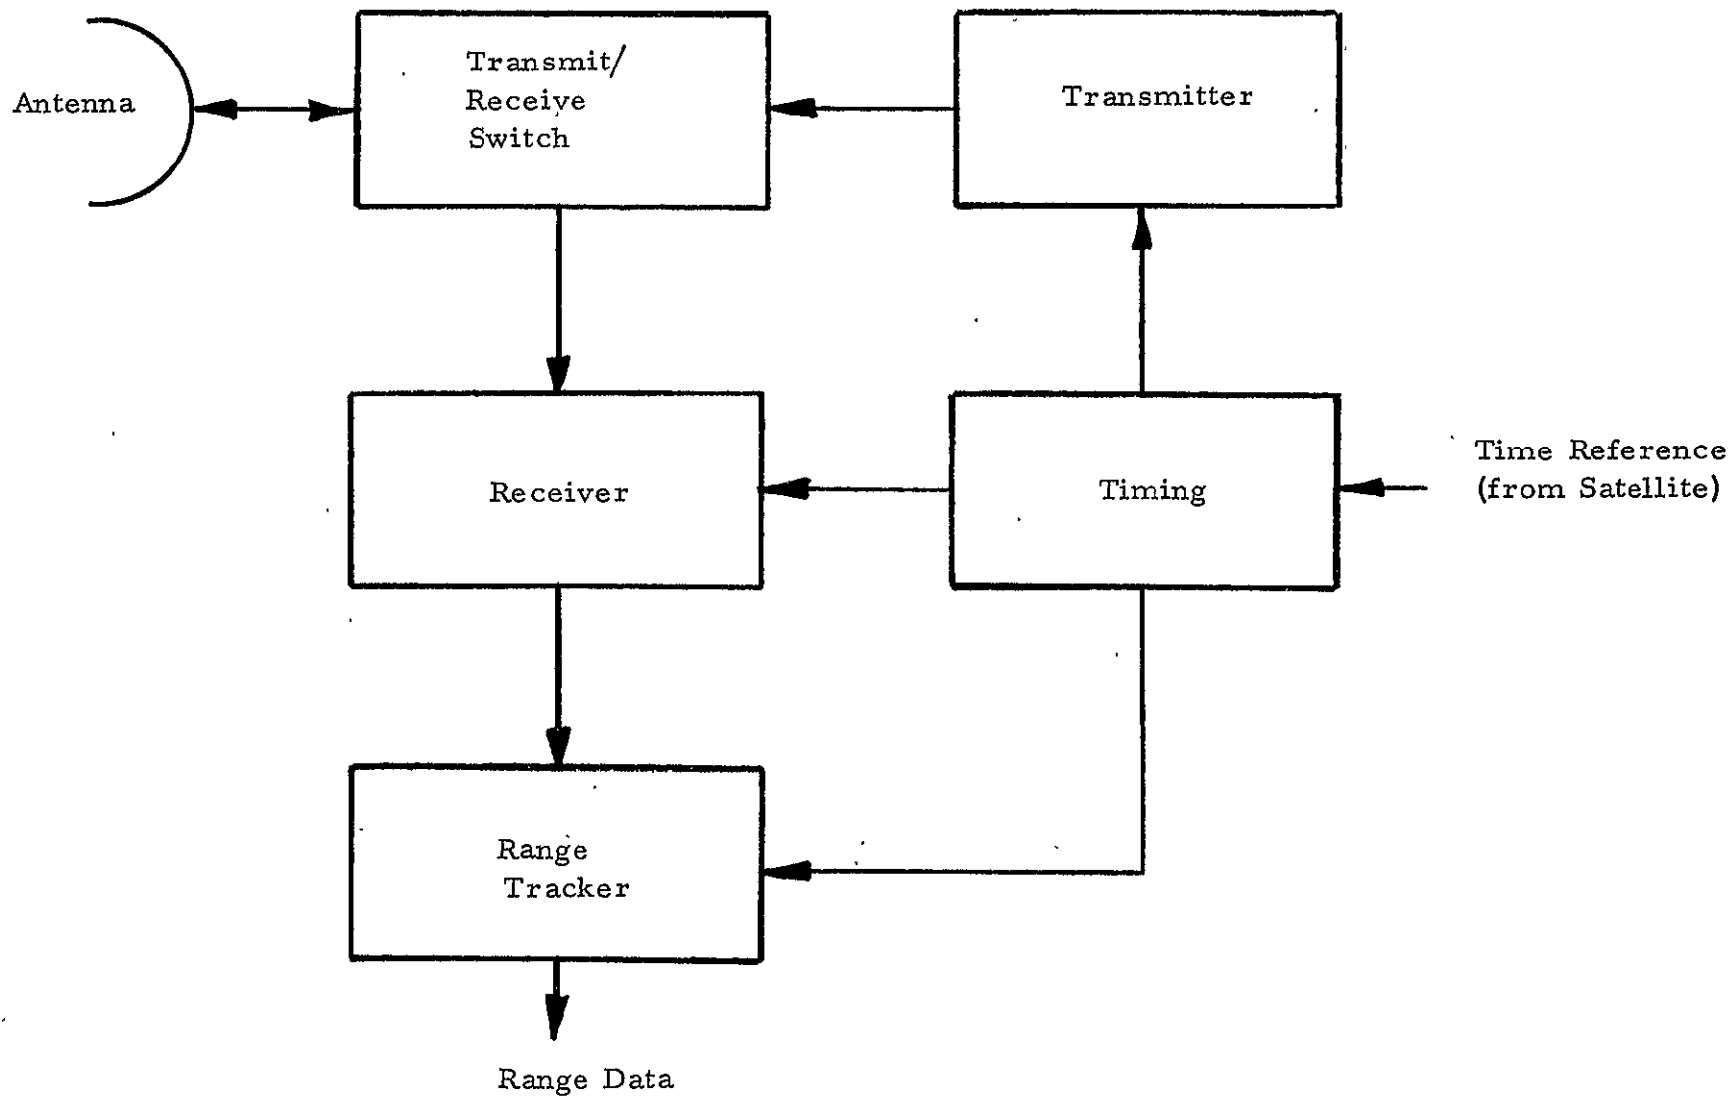 Antenna
Transmit/
Receive
Switch
Transmitter
Receiver
Timing
Time Reference
(from Satellite)
Range
Tracker
Range Data